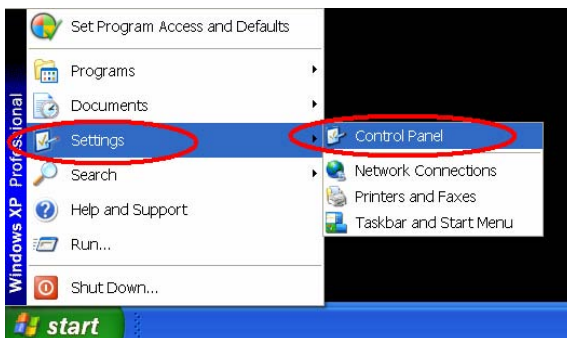 Set Program Access and Defaults
Programs
Documents
Settings
Search
Help and Support
Run...
Shut Down...
Control Panel
Network Connections
Printers and Faxes
Taskbar and Start Menu
Windows XP Professional
start